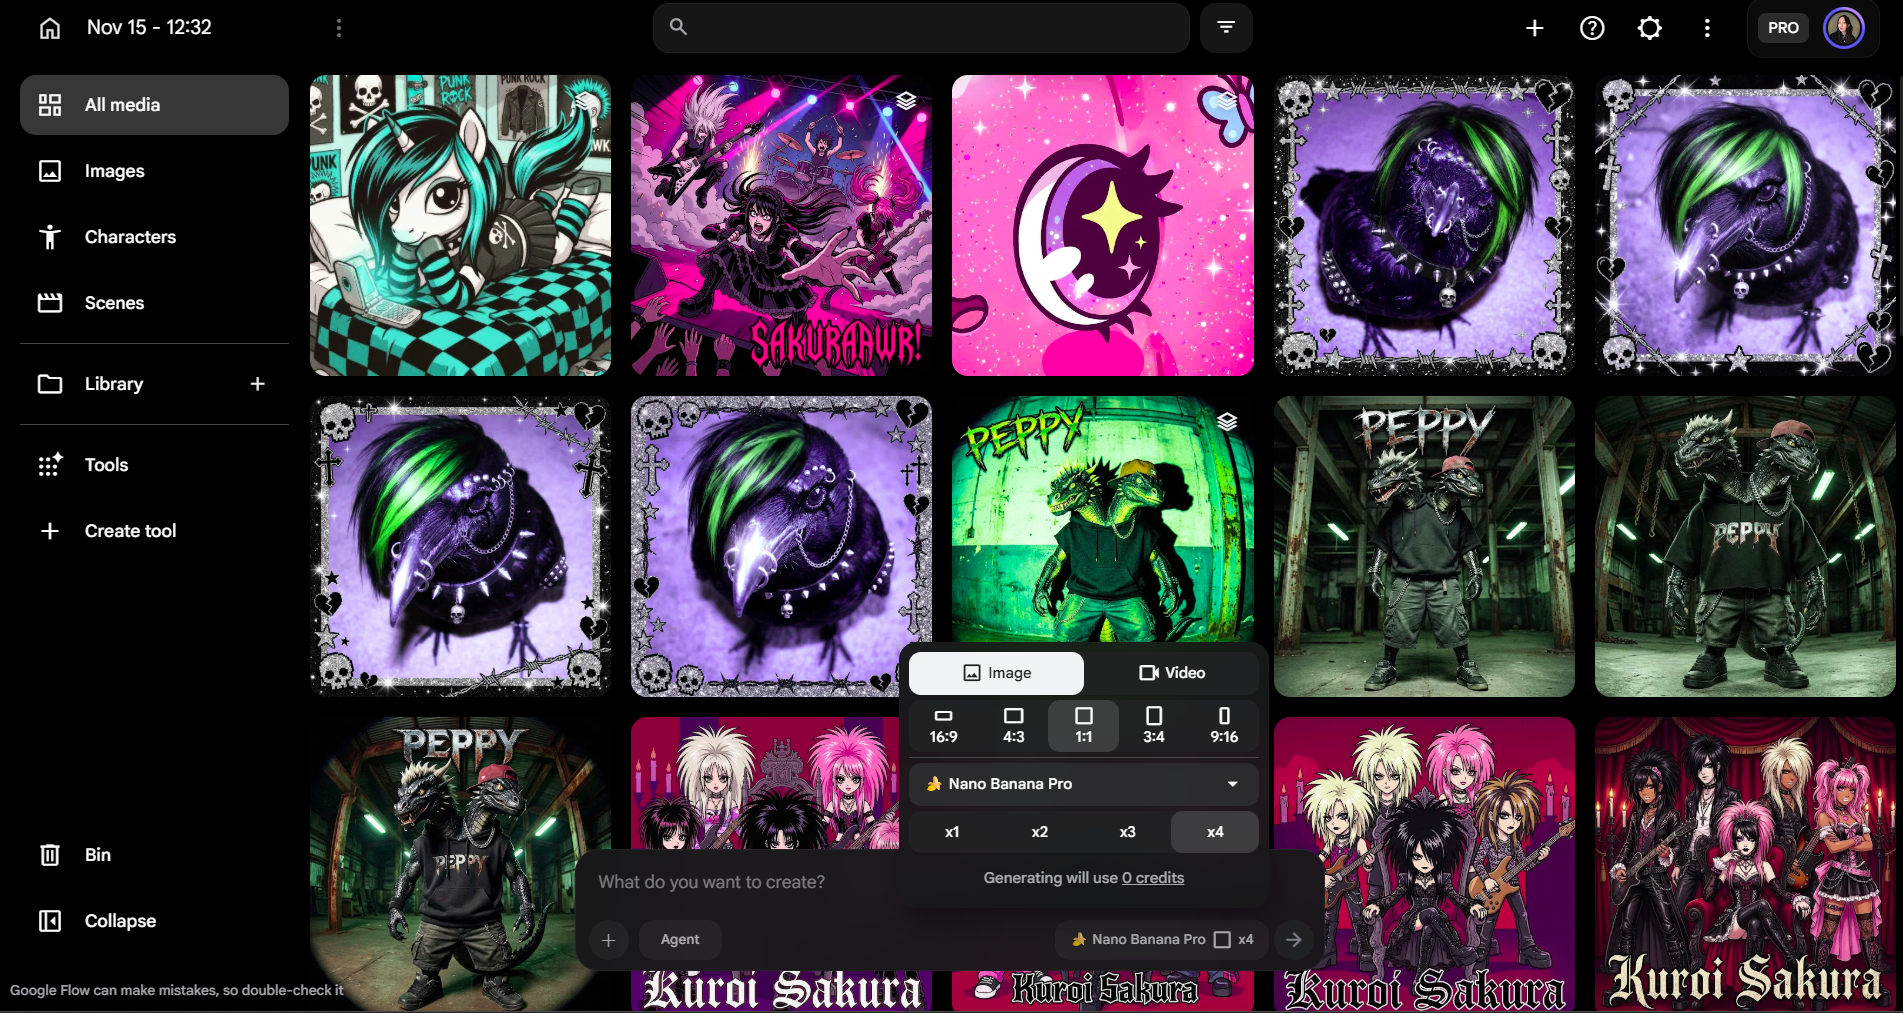 Nov 15 - 12:32
PRO
All media
Images
Characters
Scenes
Library
Tools
Create tool
Bin
Collapse
Google Flow can make mistakes, so double-check it
PUNK ROCK
PUNK ROCK
PUNK
SAKURAAWR!
PEPPY
PEPPY
PEPPY
PEPPY
PEPPY
Image
Video
16:9
4:3
1:1
3:4
9:16
Nano Banana Pro
x1
x2
x3
x4
Generating will use 0 credits
What do you want to create?
Agent
Nano Banana Pro
x4
Kuroi Sakura
Kuroi Sakura
Kuroi Sakura
Kuroi Sakura